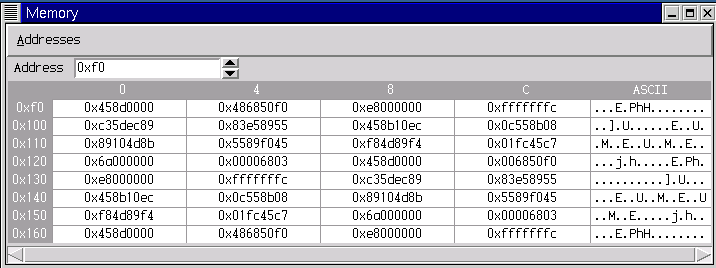 Memory
Addresses
Address 0xf0
0 4 8 C ASCII
0xf0 0x458d0000 0x486850f0 0xe8000000 0xfffffffc ...E.PhH........
0x100 0xc35dec89 0x83e58955 0x458b10ec 0x0c558b08 ..].U......E..U.
0x110 0x89104d8b 0x5589f045 0xf84d89f4 0x01fc45c7 .M..E..U..M..E..
0x120 0x6a000000 0x00006803 0x458d0000 0x006850f0 ...j.h.....E.Ph.
0x130 0xe8000000 0xfffffffc 0xc35dec89 0x83e58955 ..........].U...
0x140 0x458b10ec 0x0c558b08 0x89104d8b 0x5589f045 ...E..U..M..E..U
0x150 0xf84d89f4 0x01fc45c7 0x6a000000 0x00006803 ..M..E.....j.h..
0x160 0x458d0000 0x486850f0 0xe8000000 0xfffffffc ...E.PhH........